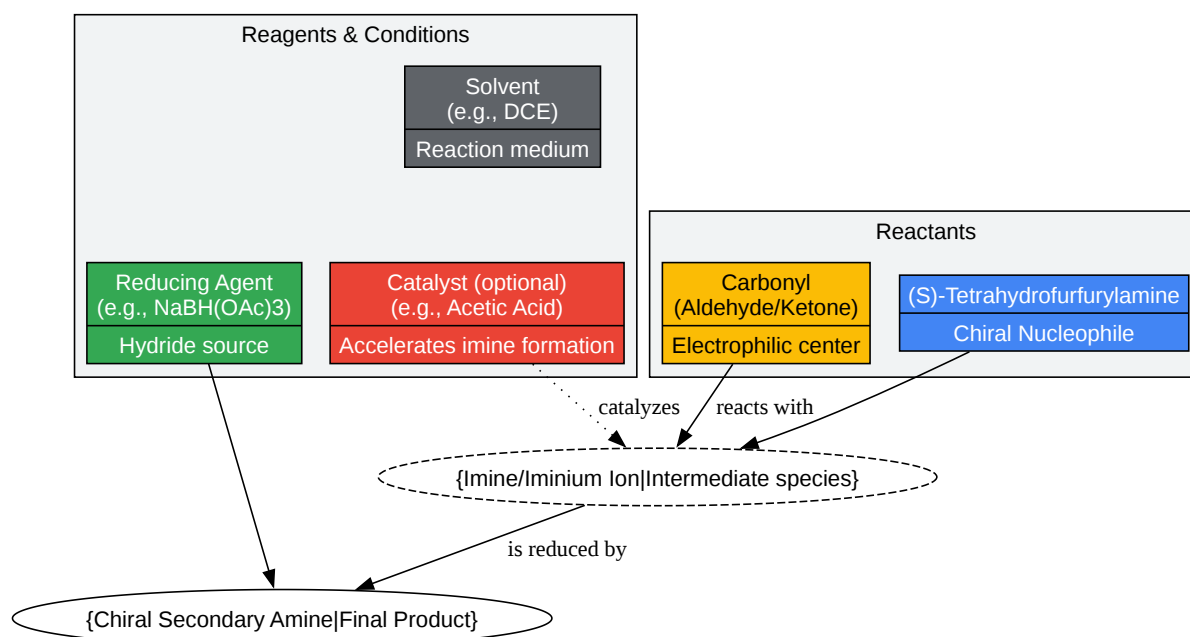 Reagents & Conditions
Solvent
(e.g., DCE)
Reaction medium
Reactants
Reducing Agent
(e.g., NaBH(OAc)3)
Hydride source
Catalyst (optional)
(e.g., Acetic Acid)
Accelerates imine formation
Carbonyl
(Aldehyde/Ketone)
Electrophilic center
(S)-Tetrahydrofurfurylamine
Chiral Nucleophile
catalyzes
reacts with
{Imine/Iminium Ion|Intermediate species}
is reduced by
{Chiral Secondary Amine|Final Product}